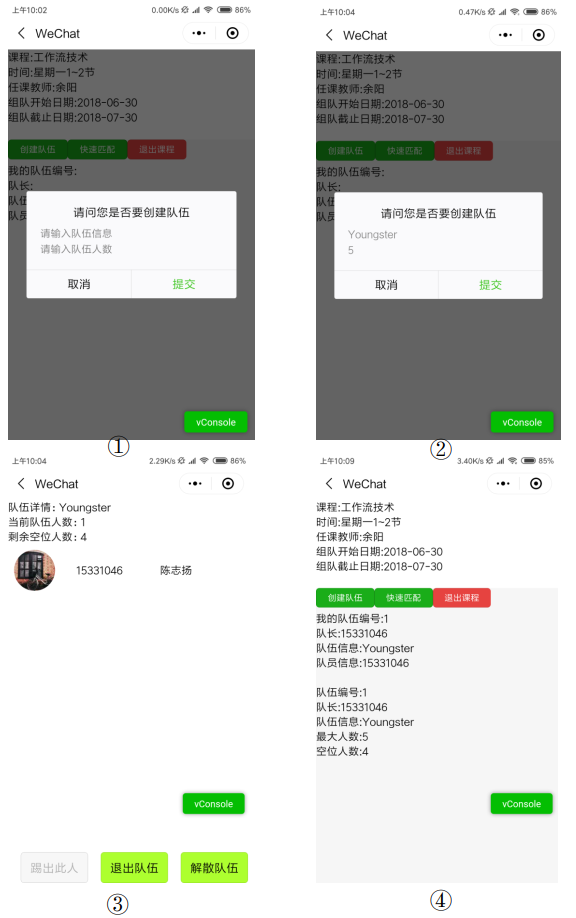 上午10:02 0.00K/s 86%
WeChat
课程:工作流技术
时间:星期一1~2节
任课教师:余阳
组队开始日期:2018-06-30
组队截止日期:2018-07-30
创建队伍 快速匹配 退出课程
我的队伍编号:
队长:
队伍
队员
请问您是否要创建队伍
请输入队伍信息
请输入队伍人数
取消 提交
vConsole
①
上午10:04 0.47K/s 86%
WeChat
课程:工作流技术
时间:星期一1~2节
任课教师:余阳
组队开始日期:2018-06-30
组队截止日期:2018-07-30
创建队伍 快速匹配 退出课程
我的队伍编号:
队长:
队伍
队员
请问您是否要创建队伍
Youngster
5
取消 提交
vConsole
②
上午10:04 2.29K/s 86%
WeChat
队伍详情: Youngster
当前队伍人数: 1
剩余空位人数: 4
15331046 陈志扬
vConsole
踢出此人 退出队伍 解散队伍
③
上午10:09 3.40K/s 85%
WeChat
课程:工作流技术
时间:星期一1~2节
任课教师:余阳
组队开始日期:2018-06-30
组队截止日期:2018-07-30
创建队伍 快速匹配 退出课程
我的队伍编号:1
队长:15331046
队伍信息:Youngster
队员信息:15331046
队伍编号:1
队长:15331046
队伍信息:Youngster
最大人数:5
空位人数:4
vConsole
④